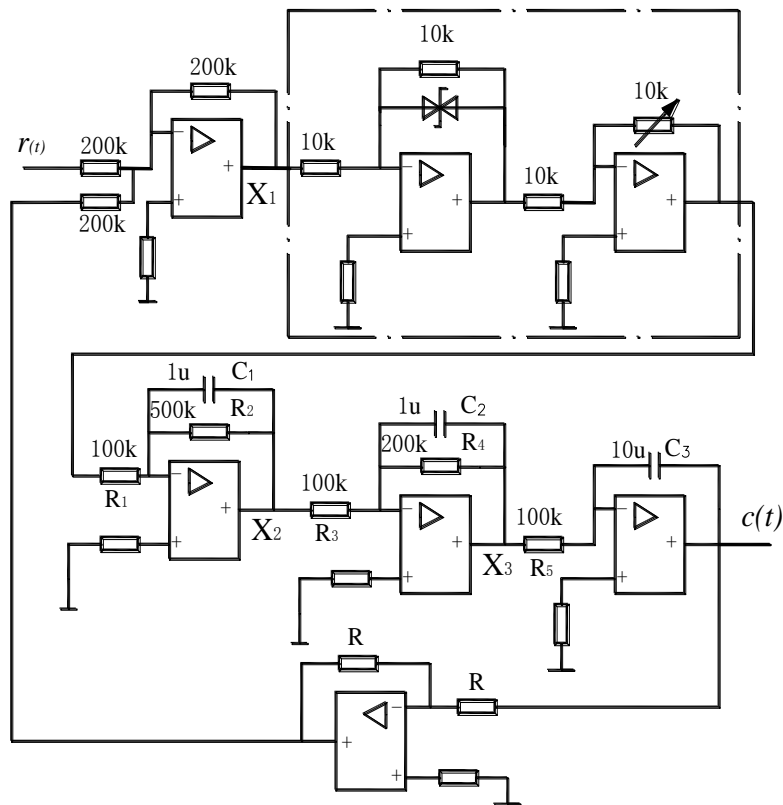 200k
10k
10k
r(t)
200k
200k
−
+
+
X1
10k
−
+
+
10k
−
+
+
1u
C1
500k
R2
100k
R1
−
+
+
X2
1u
C2
200k
R4
100k
R3
−
+
+
X3
10u
C3
100k
R5
−
+
+
c(t)
R
R
−
+
+